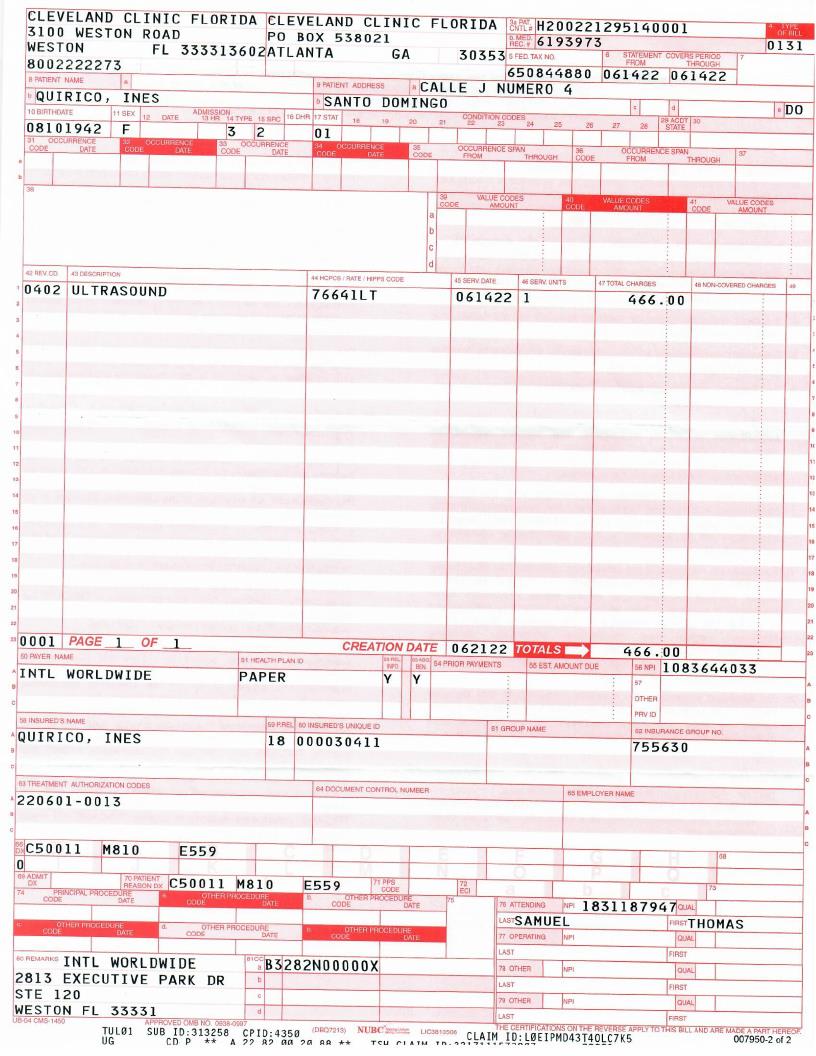 CLEVELAND CLINIC FLORIDA
3100 WESTON ROAD
WESTON FL 333313602
8002222273
CLEVELAND CLINIC FLORIDA
PO BOX 538021
ATLANTA GA 30353
3a PAT. CNTL # H200221295140001
b. MED. REC. # 6193973
4. TYPE OF BILL
0131
5 FED. TAX NO.
6 STATEMENT COVERS PERIOD
FROM THROUGH
7
650844880 061422 061422
8 PATIENT NAME a
b QUIRICO, INES
9 PATIENT ADDRESS a CALLE J NUMERO 4
b SANTO DOMINGO c d e DO
10 BIRTHDATE 11 SEX 12 DATE ADMISSION 13 HR 14 TYPE 15 SRC 16 DHR 17 STAT
18 19 20 21 CONDITION CODES 22 23 24 25 26 27 28 29 ACDT STATE 30
08101942 F 3 2 01
31 OCCURRENCE CODE DATE
32 OCCURRENCE CODE DATE
33 OCCURRENCE CODE DATE
34 OCCURRENCE CODE DATE
35 OCCURRENCE SPAN CODE FROM THROUGH
36 OCCURRENCE SPAN CODE FROM THROUGH
37
a
b
38
39 VALUE CODES CODE AMOUNT
40 VALUE CODES CODE AMOUNT
41 VALUE CODES CODE AMOUNT
a
b
c
d
42 REV. CD. 43 DESCRIPTION 44 HCPCS / RATE / HIPPS CODE 45 SERV. DATE 46 SERV. UNITS 47 TOTAL CHARGES 48 NON-COVERED CHARGES 49
1 0402 ULTRASOUND 76641LT 061422 1 466.00
2
3
4
5
6
7
8
9
10
11
12
13
14
15
16
17
18
19
20
21
22
23 0001 PAGE 1 OF 1 CREATION DATE 062122 TOTALS 466.00 23
50 PAYER NAME 51 HEALTH PLAN ID 52 REL. INFO 53 ASG. BEN. 54 PRIOR PAYMENTS 55 EST. AMOUNT DUE 56 NPI 1083644033
A INTL WORLDWIDE PAPER Y Y 57 A
B OTHER B
C PRV ID C
58 INSURED'S NAME 59 P.REL 60 INSURED'S UNIQUE ID 61 GROUP NAME 62 INSURANCE GROUP NO.
A QUIRICO, INES 18 000030411 755630 A
B B
C C
63 TREATMENT AUTHORIZATION CODES 64 DOCUMENT CONTROL NUMBER 65 EMPLOYER NAME
A 220601-0013 A
B B
C C
66 DX C50011 M810 E559 68
0
69 ADMIT DX 70 PATIENT REASON DX C50011 M810 E559 71 PPS CODE 72 ECI 73
74 PRINCIPAL PROCEDURE CODE DATE
a. OTHER PROCEDURE CODE DATE
b. OTHER PROCEDURE CODE DATE
75
76 ATTENDING NPI 1831187947 QUAL
LAST SAMUEL FIRST THOMAS
c. OTHER PROCEDURE CODE DATE
d. OTHER PROCEDURE CODE DATE
OTHER PROCEDURE CODE DATE
77 OPERATING NPI QUAL
LAST FIRST
80 REMARKS INTL WORLDWIDE
2813 EXECUTIVE PARK DR
STE 120
WESTON FL 33331
81CC a B3282N00000X
b
c
d
78 OTHER NPI QUAL
LAST FIRST
79 OTHER NPI QUAL
LAST FIRST
UB-04 CMS-1450 APPROVED OMB NO. 0938-0997 (DBQ7213) NUBC LIC3810506 THE CERTIFICATIONS ON THE REVERSE APPLY TO THIS BILL AND ARE MADE A PART HEREOF.
TUL01 SUB ID:313258 CPID:4350 CLAIM ID:L0EIPMD43T4OLC7K5 007950-2 of 2